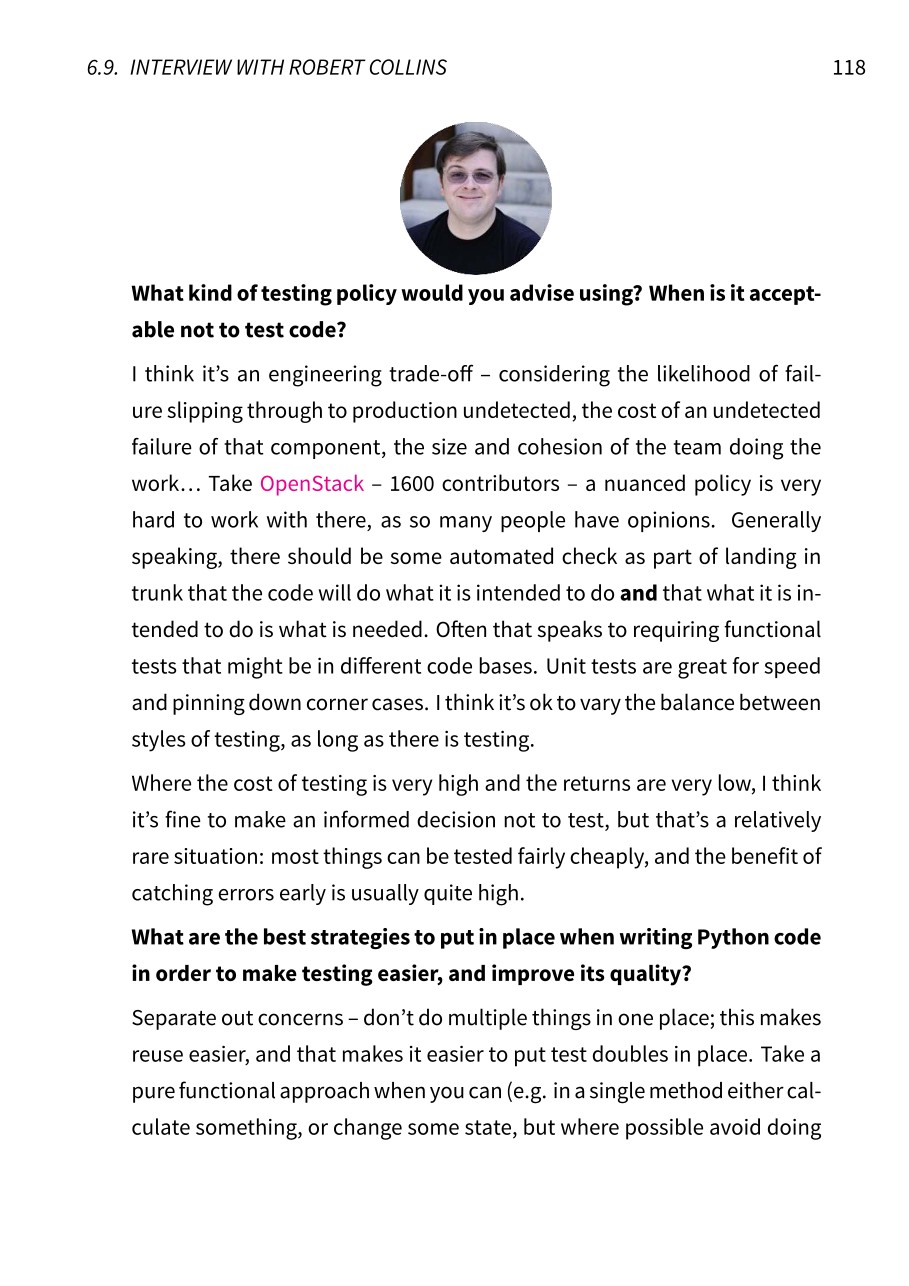 6.9. INTERVIEW WITH ROBERT COLLINS 118
What kind of testing policy would you advise using? When is it accept-
able not to test code?
I think it’s an engineering trade-off – considering the likelihood of fail-
ure slipping through to production undetected, the cost of an undetected
failure of that component, the size and cohesion of the team doing the
work… Take OpenStack – 1600 contributors – a nuanced policy is very
hard to work with there, as so many people have opinions. Generally
speaking, there should be some automated check as part of landing in
trunk that the code will do what it is intended to do and that what it is in-
tended to do is what is needed. Often that speaks to requiring functional
tests that might be in different code bases. Unit tests are great for speed
and pinning down corner cases. I think it’s ok to vary the balance between
styles of testing, as long as there is testing.
Where the cost of testing is very high and the returns are very low, I think
it’s fine to make an informed decision not to test, but that’s a relatively
rare situation: most things can be tested fairly cheaply, and the benefit of
catching errors early is usually quite high.
What are the best strategies to put in place when writing Python code
in order to make testing easier, and improve its quality?
Separate out concerns – don’t do multiple things in one place; this makes
reuse easier, and that makes it easier to put test doubles in place. Take a
pure functional approach when you can (e.g. in a single method either cal-
culate something, or change some state, but where possible avoid doing